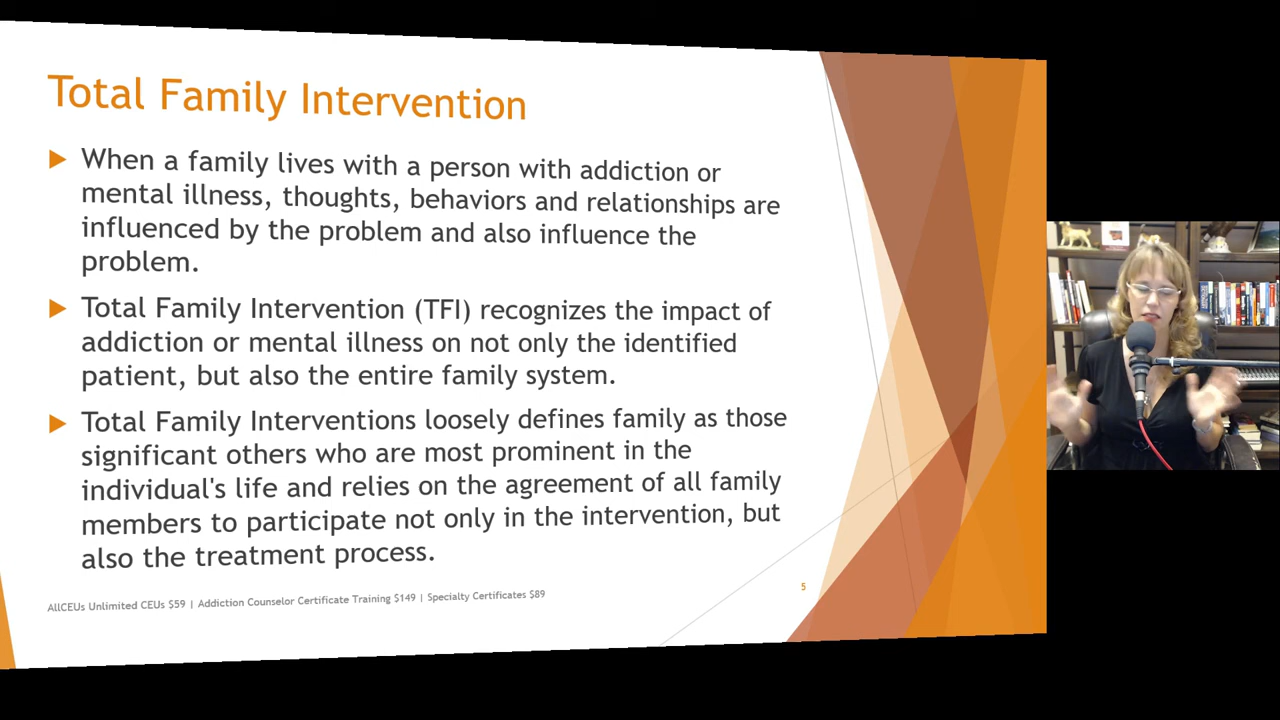 Total Family Intervention
When a family lives with a person with addiction or
mental illness, thoughts, behaviors and relationships are
influenced by the problem and also influence the
problem.
Total Family Intervention (TFI) recognizes the impact of
addiction or mental illness on not only the identified
patient, but also the entire family system.
Total Family Interventions loosely defines family as those
significant others who are most prominent in the
individual's life and relies on the agreement of all family
members to participate not only in the intervention, but
also the treatment process.
5
AllCEUs Unlimited CEUs $59 | Addiction Counselor Certificate Training $149 | Specialty Certificates $89